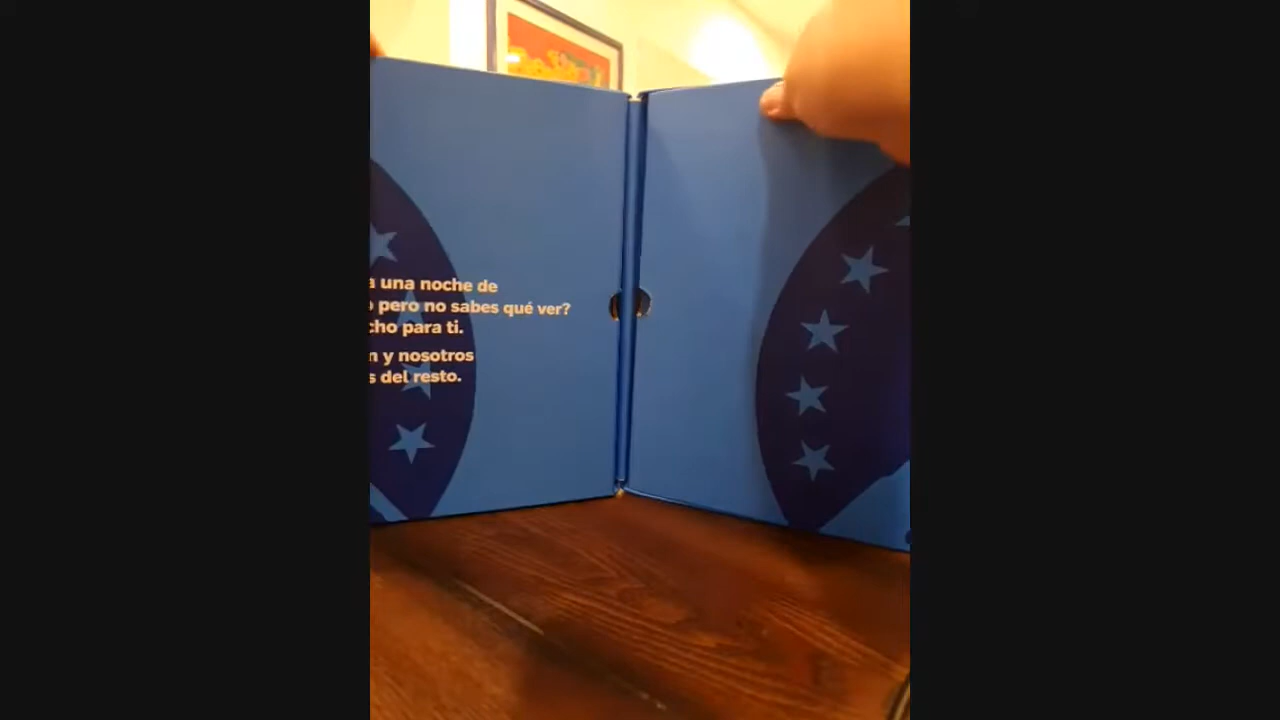 a una noche de
pero no sabes qué ver?
cho para ti.
n y nosotros
s del resto.